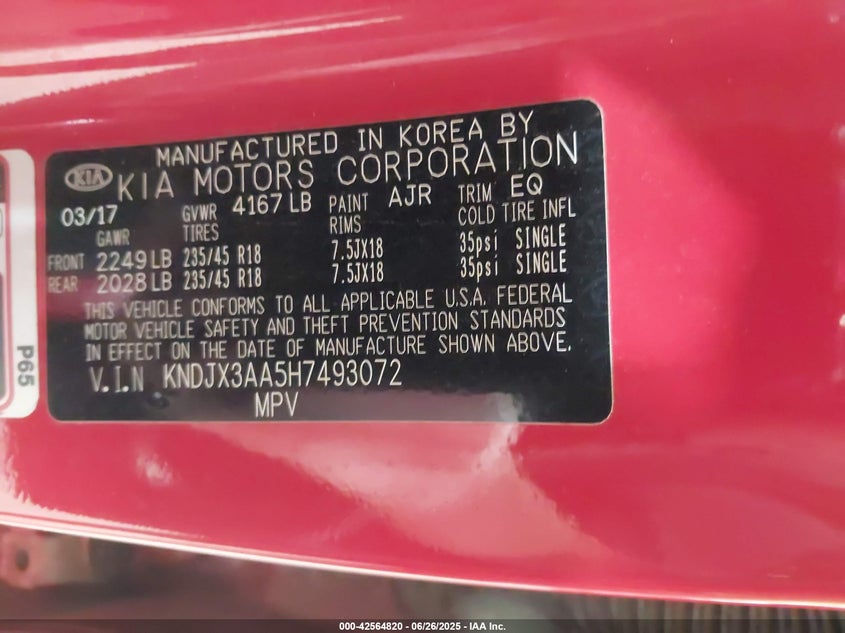 MANUFACTURED IN KOREA BY
KIA KIA MOTORS CORPORATION
03/17 GVWR 4167 LB PAINT AJR TRIM EQ
GAWR TIRES RIMS COLD TIRE INFL
FRONT 2249 LB 235/45 R18 7.5JX18 35psi SINGLE
REAR 2028 LB 235/45 R18 7.5JX18 35psi SINGLE
THIS VEHICLE CONFORMS TO ALL APPLICABLE U.S.A. FEDERAL
MOTOR VEHICLE SAFETY AND THEFT PREVENTION STANDARDS
IN EFFECT ON THE DATE OF MANUFACTURE SHOWN ABOVE.
V.I.N KNDJX3AA5H7493072
MPV
P65
000-42564820 - 06/26/2025 - IAA Inc.